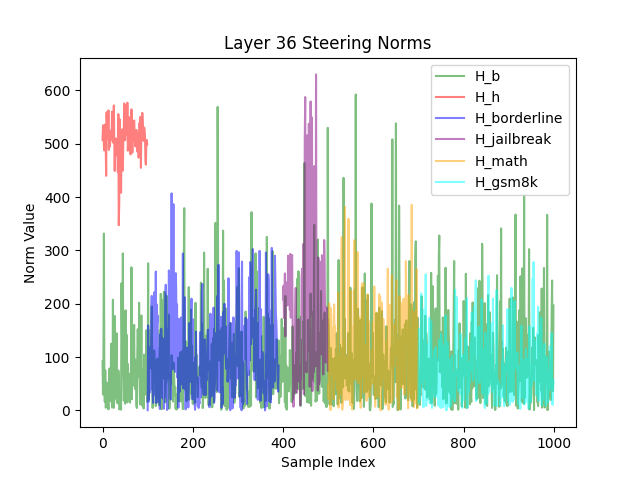 Layer 36 Steering Norms
H_b
H_h
H_borderline
H_jailbreak
H_math
H_gsm8k
Norm Value
600
500
400
300
200
100
0
0 200 400 600 800 1000
Sample Index